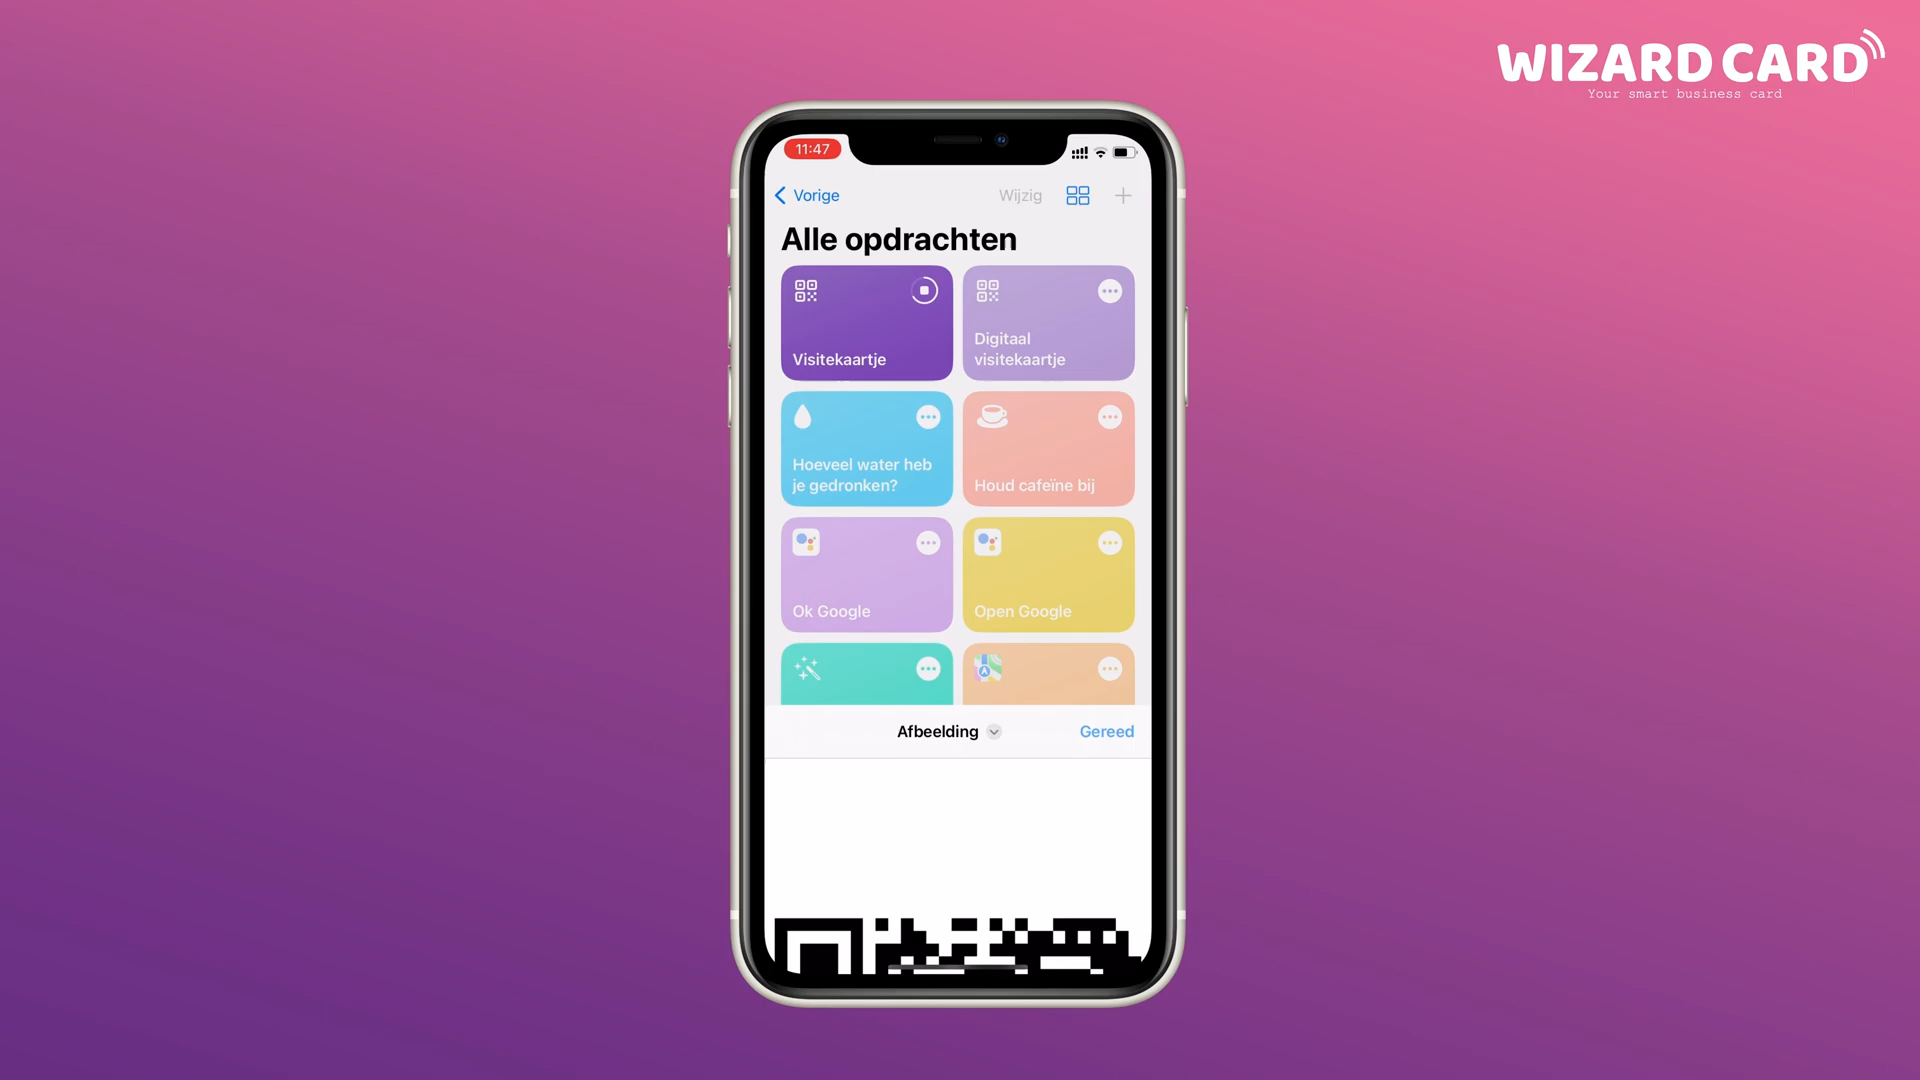 WIZARD CARD
Your smart business card
11:47
Vorige
Wijzig
Alle opdrachten
Visitekaartje
Digitaal
visitekaartje
Hoeveel water heb
je gedronken?
Houd cafeïne bij
Ok Google
Open Google
Afbeelding
Gereed